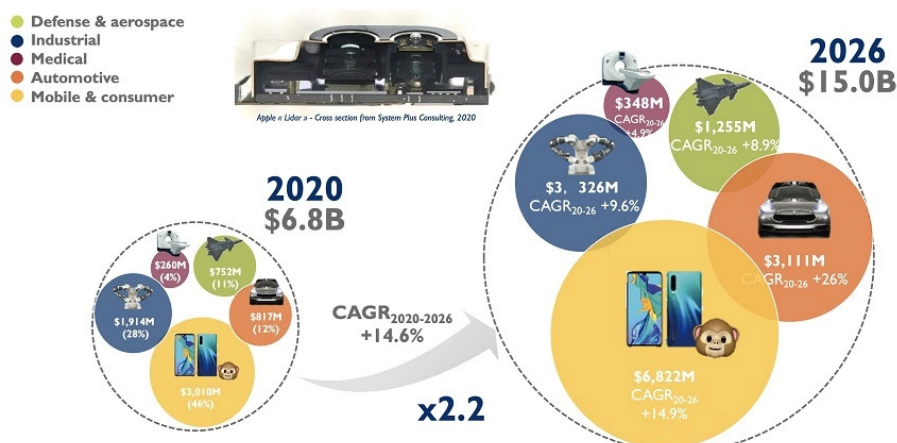 Defense & aerospace
Industrial
Medical
Automotive
Mobile & consumer
Apple « Lidar » - Cross section from System Plus Consulting, 2020
2020
$6.8B
$260M
(4%)
$752M
(11%)
$1,914M
(28%)
$817M
(12%)
$3,010M
(46%)
CAGR2020-2026
+14.6%
x2.2
2026
$15.0B
$348M
CAGR20-26
+4.9%
$1,255M
CAGR20-26 +8.9%
$3, 326M
CAGR20-26 +9.6%
$3,111M
CAGR20-26 +26%
$6,822M
CAGR20-26
+14.9%